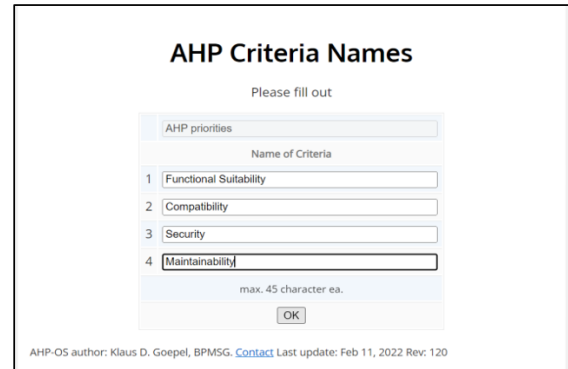 AHP Criteria Names
Please fill out
AHP priorities
Name of Criteria
1 Functional Suitability
2 Compatibility
3 Security
4 Maintainability
max. 45 character ea.
OK
AHP-OS author: Klaus D. Goepel, BPMSG. Contact Last update: Feb 11, 2022 Rev: 120